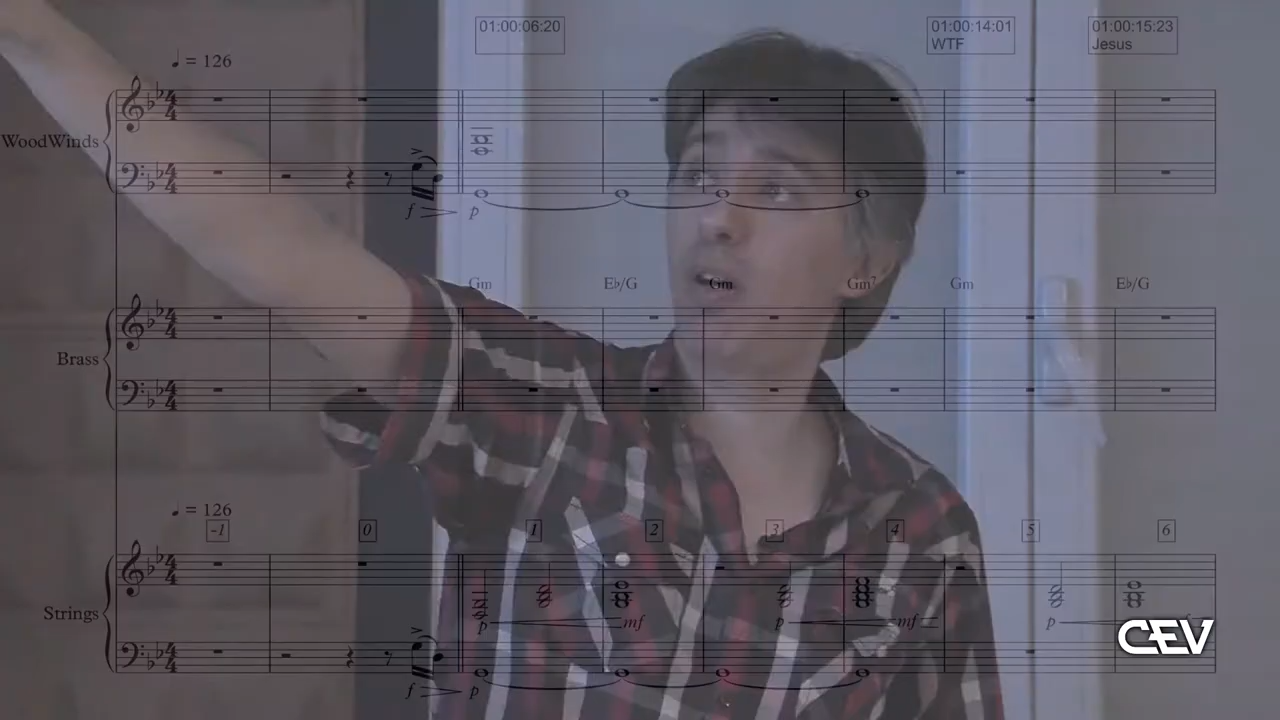 01:00:06:20
01:00:14:01
WTF
01:00:15:23
Jesus
♩ = 126
WoodWinds
f p
Gm E♭/G Gm Gm7 Gm E♭/G
Brass
♩ = 126
-1 0 1 2 3 4 5 6
Strings
p mf p mf p
f p
CEV